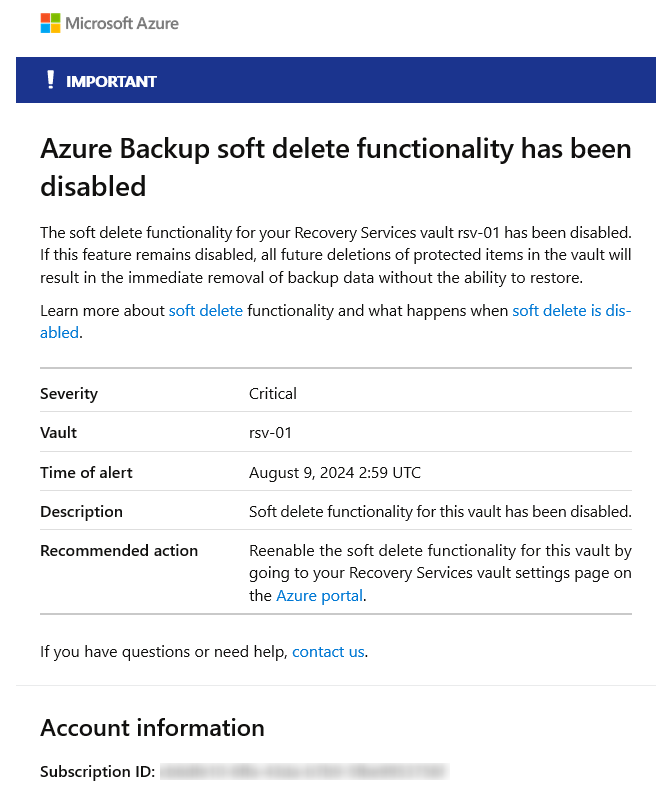 Microsoft Azure
! IMPORTANT
Azure Backup soft delete functionality has been
disabled
The soft delete functionality for your Recovery Services vault rsv-01 has been disabled.
If this feature remains disabled, all future deletions of protected items in the vault will
result in the immediate removal of backup data without the ability to restore.
Learn more about soft delete functionality and what happens when soft delete is dis-
abled.
Severity Critical
Vault rsv-01
Time of alert August 9, 2024 2:59 UTC
Description Soft delete functionality for this vault has been disabled.
Recommended action Reenable the soft delete functionality for this vault by
going to your Recovery Services vault settings page on
the Azure portal.
If you have questions or need help, contact us.
Account information
Subscription ID: